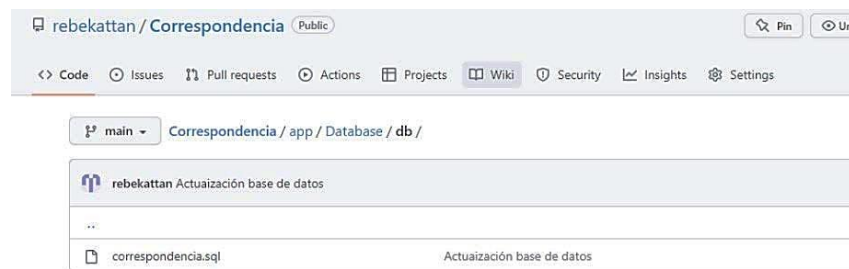 rebekattan / Correspondencia Public Pin
<> Code Issues Pull requests Actions Projects Wiki Security Insights Settings
main Correspondencia / app / Database / db /
rebekattan Actuaización base de datos
..
correspondencia.sql Actuaización base de datos